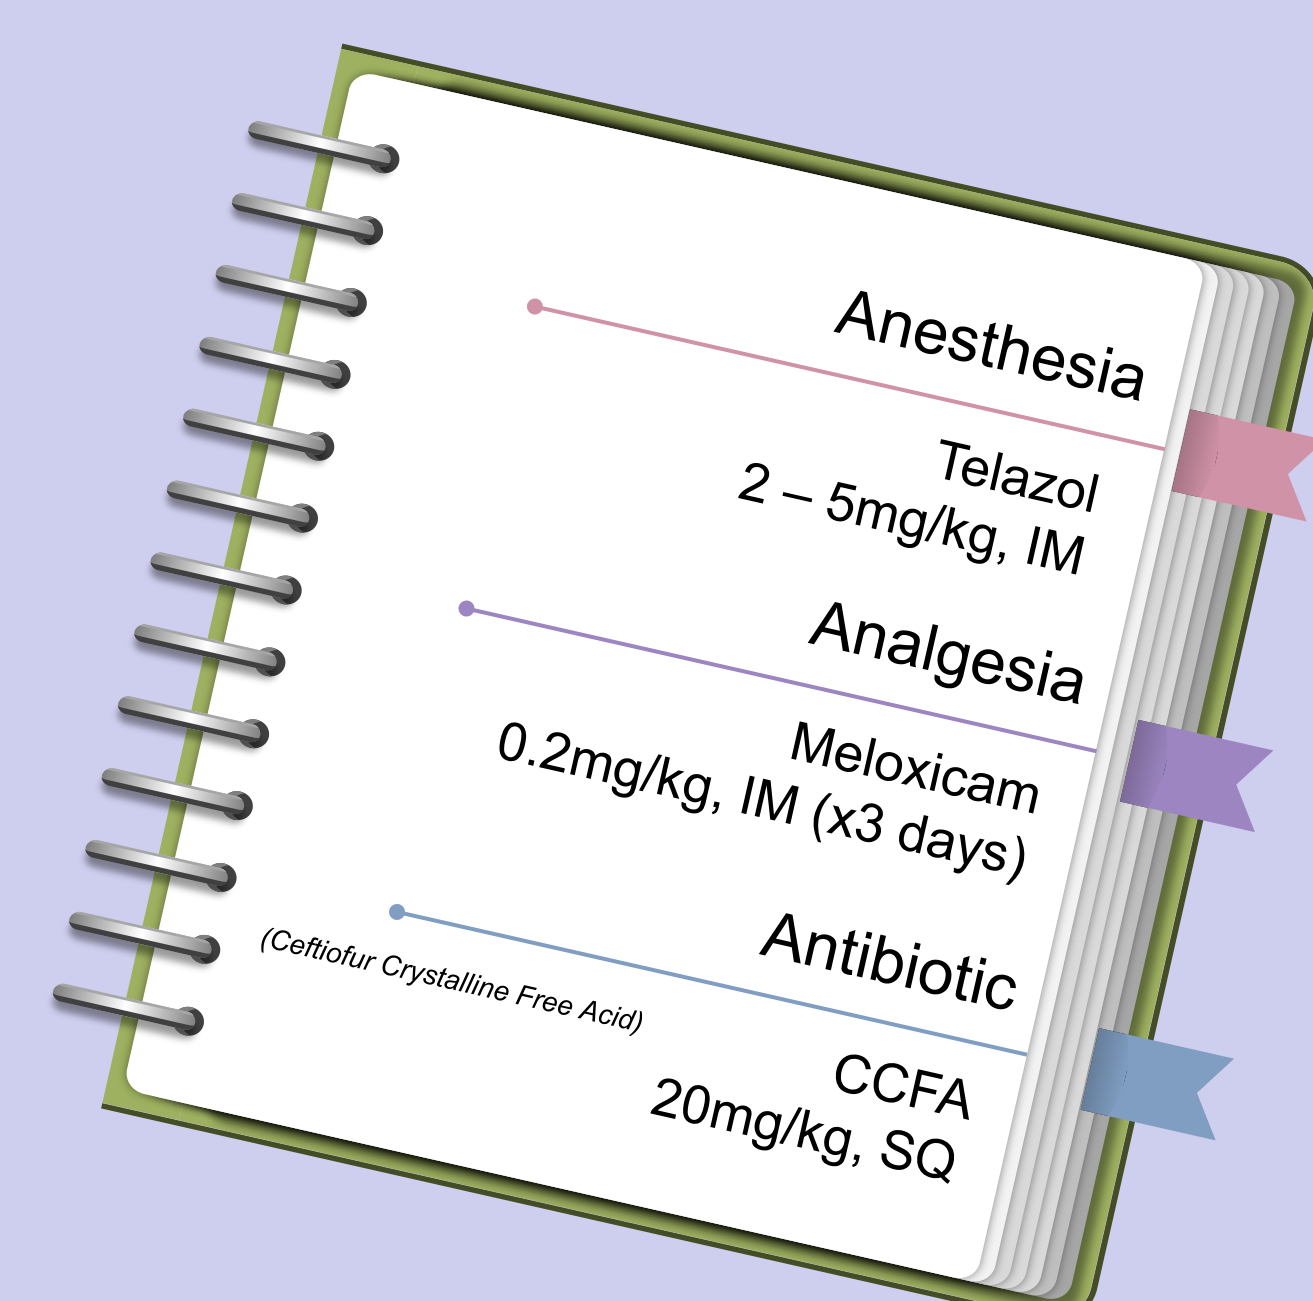 Anesthesia
Telazol
2 – 5mg/kg, IM
Analgesia
Meloxicam
0.2mg/kg, IM (x3 days)
Antibiotic
(Ceftiofur Crystalline Free Acid)
CCFA
20mg/kg, SQ